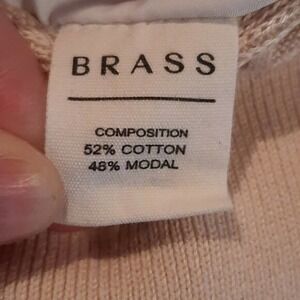 BRASS
COMPOSITION
52% COTTON
48% MODAL